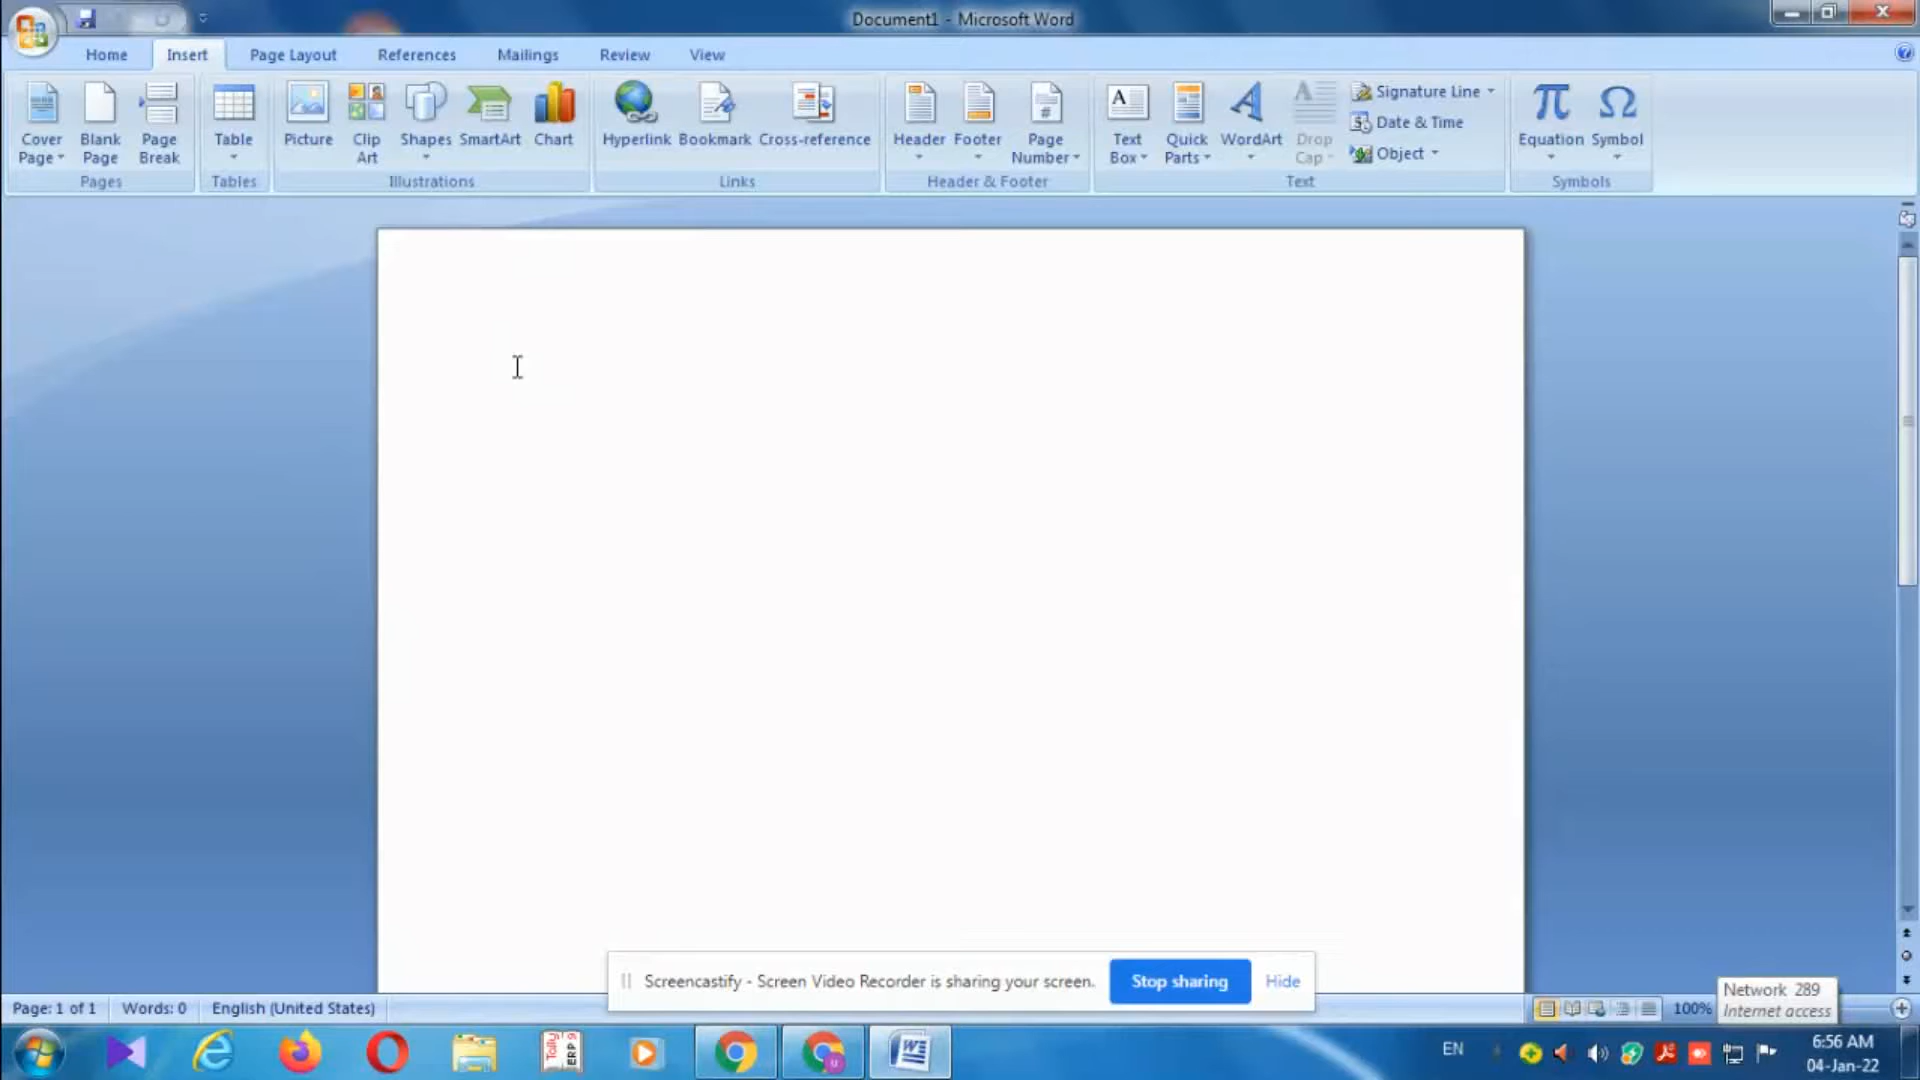 Document1 - Microsoft Word
Home Insert Page Layout References Mailings Review View
Cover Page
Blank Page
Page Break
Pages
Table
Tables
Picture
Clip Art
Shapes
SmartArt
Chart
Illustrations
Hyperlink
Bookmark
Cross-reference
Links
Header
Footer
Page Number
Header & Footer
Text Box
Quick Parts
WordArt
Drop Cap
Signature Line
Date & Time
Object
Text
Equation
Symbol
Symbols
Screencastify - Screen Video Recorder is sharing your screen.
Stop sharing
Hide
Network 289
Internet access
Page: 1 of 1
Words: 0
English (United States)
100%
Tally
ERP 9
EN
6:56 AM
04-Jan-22